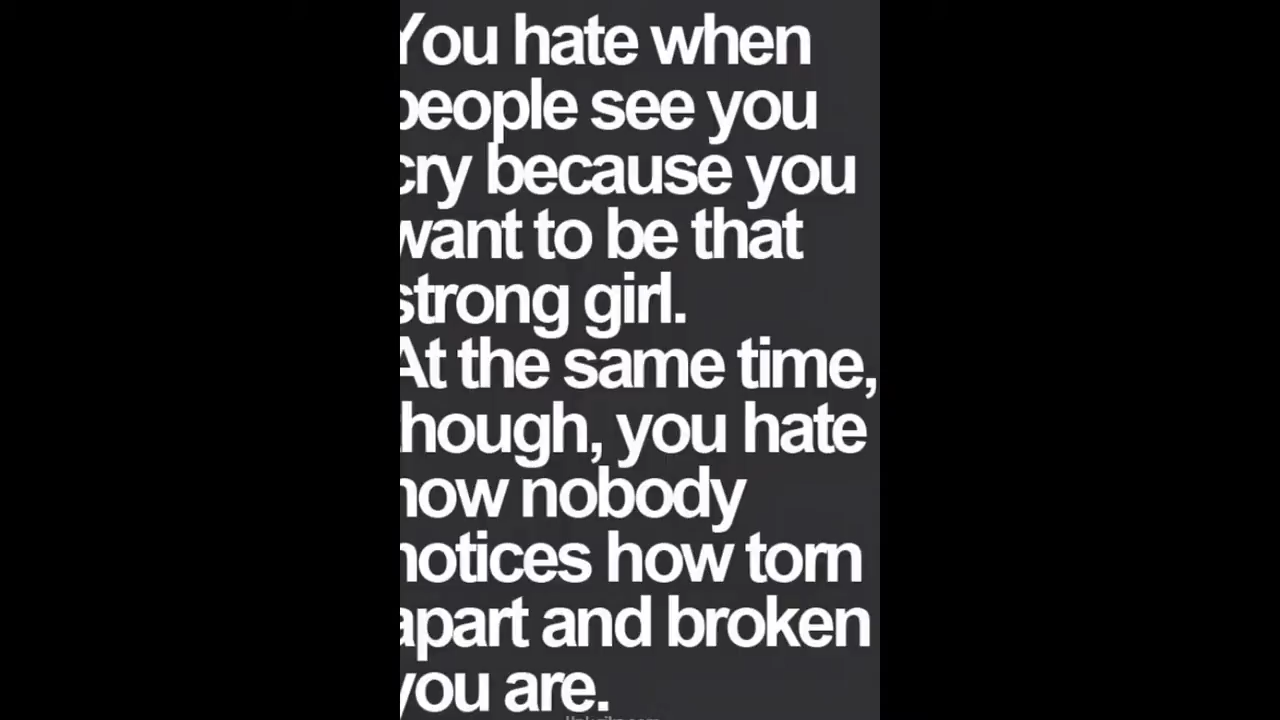 You hate when
people see you
cry because you
want to be that
strong girl.
At the same time,
though, you hate
how nobody
notices how torn
apart and broken
you are.